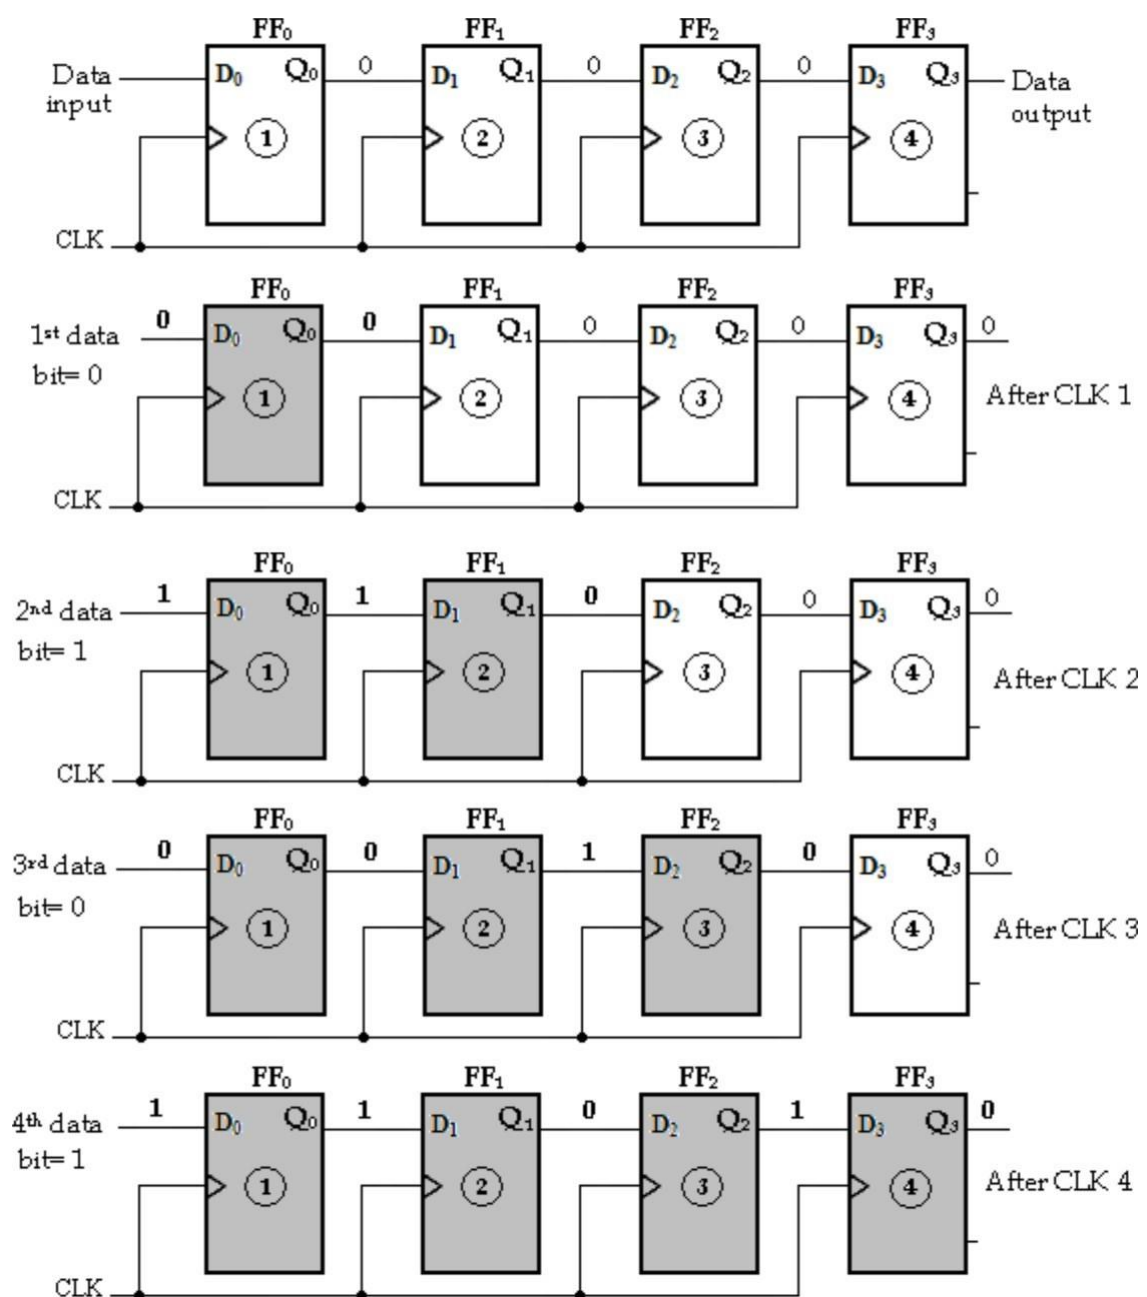 FF₀ FF₁ FF₂ FF₃
Data input D₀ Q₀ 0 D₁ Q₁ 0 D₂ Q₂ 0 D₃ Q₃ Data output
1 2 3 4
CLK
FF₀ FF₁ FF₂ FF₃
1st data bit= 0 0 D₀ Q₀ 0 D₁ Q₁ 0 D₂ Q₂ 0 D₃ Q₃ 0
1 2 3 4 After CLK 1
CLK
FF₀ FF₁ FF₂ FF₃
2nd data bit= 1 1 D₀ Q₀ 1 D₁ Q₁ 0 D₂ Q₂ 0 D₃ Q₃ 0
1 2 3 4 After CLK 2
CLK
FF₀ FF₁ FF₂ FF₃
3rd data bit= 0 0 D₀ Q₀ 0 D₁ Q₁ 1 D₂ Q₂ 0 D₃ Q₃ 0
1 2 3 4 After CLK 3
CLK
FF₀ FF₁ FF₂ FF₃
4th data bit= 1 1 D₀ Q₀ 1 D₁ Q₁ 0 D₂ Q₂ 1 D₃ Q₃ 0
1 2 3 4 After CLK 4
CLK